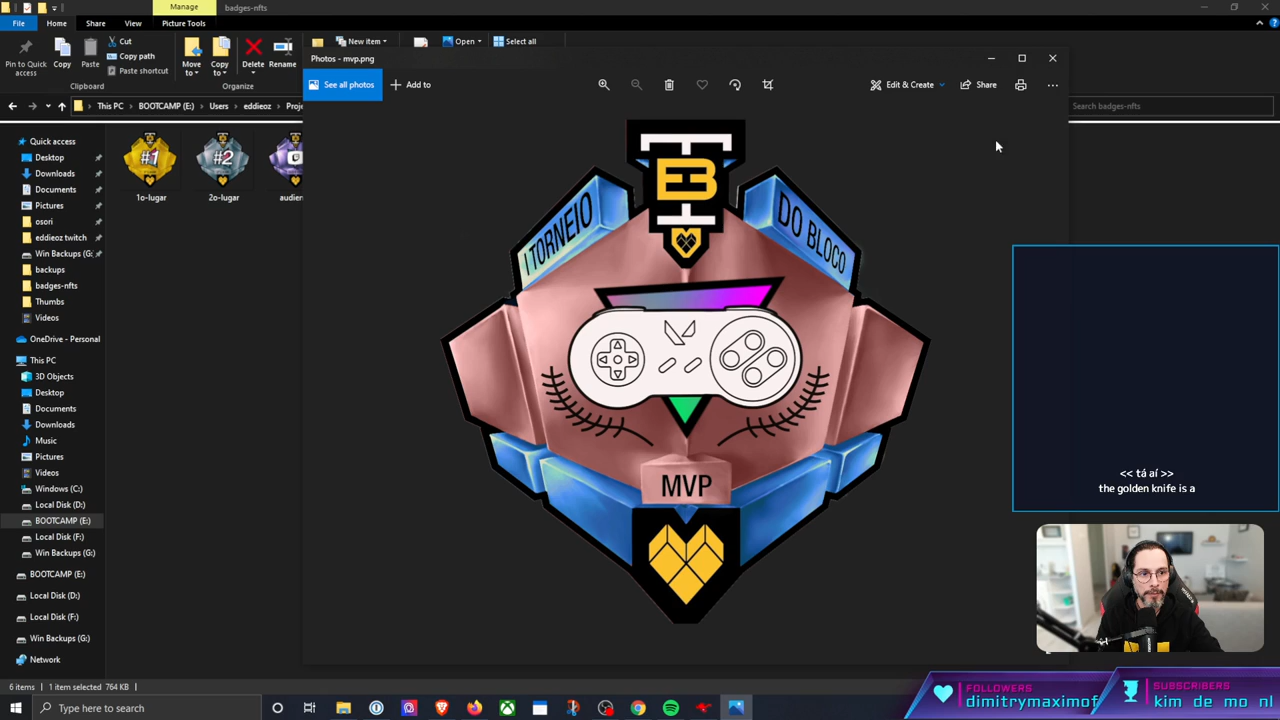 Manage
badges-nfts
File
Home
Share
View
Picture Tools
Pin to Quick
access
Copy
Paste
Cut
Copy path
Paste shortcut
Clipboard
Move
to
Copy
to
Delete
Rename
Organize
New item
Open
Select all
This PC
BOOTCAMP (E:)
Users
eddieoz
Search badges-nfts
Photos - mvp.png
See all photos
Add to
Edit & Create
Share
Quick access
Desktop
Downloads
Documents
Pictures
osori
eddieoz twitch
Win Backups (G:
backups
badges-nfts
Thumbs
Videos
OneDrive - Personal
This PC
3D Objects
Desktop
Documents
Downloads
Music
Pictures
Videos
Windows (C:)
Local Disk (D:)
BOOTCAMP (E:)
Local Disk (F:)
Win Backups (G:)
BOOTCAMP (E:)
Local Disk (D:)
Local Disk (F:)
Win Backups (G:)
Network
#1
#2
1o-lugar
2o-lugar
audien
B
I TORNEIO
DO BLOCO
MVP
<< tá aí >>
the golden knife is a
6 items
1 item selected 764 KB
Type here to search
FOLLOWERS
dimitrymaximof
SUBSCRIBERS
kim de mo nl